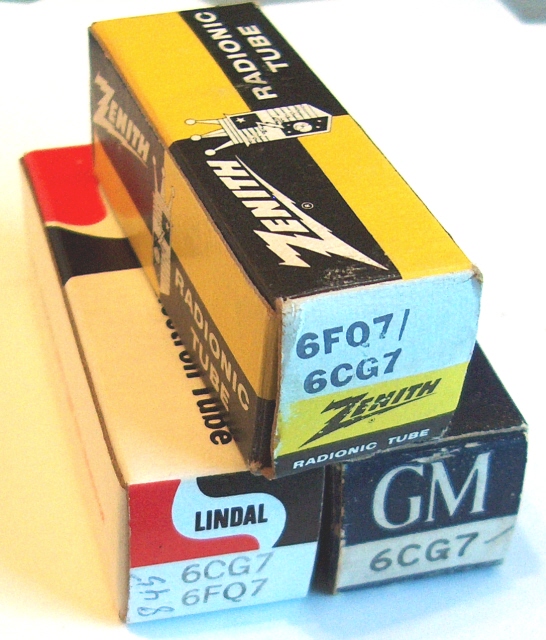 RADIONIC
TUBE
ZENITH
®
ZENITH
RADIONIC
TUBE
6FQ7/
6CG7
ZENITH
RADIONIC TUBE
LINDAL
6CG7
6FQ7
GM
6CG7